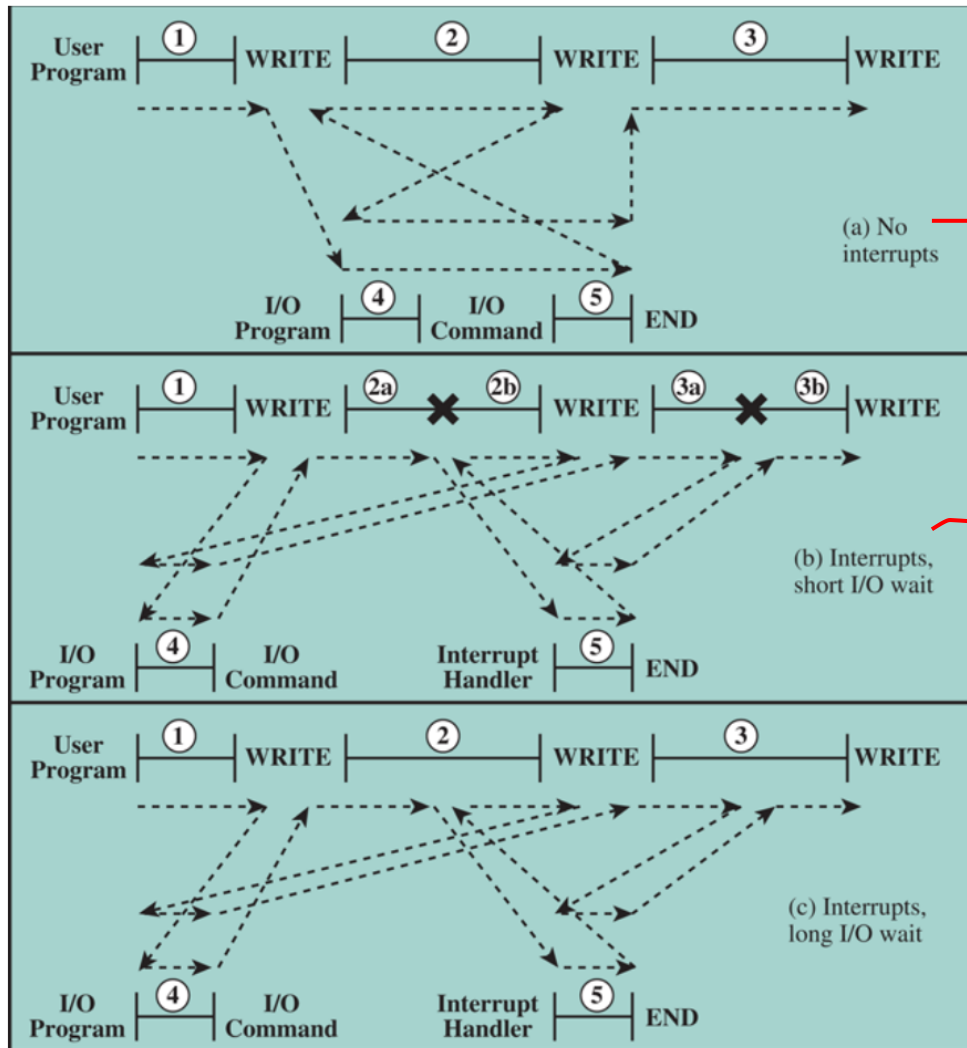 1 2 3
User Program WRITE WRITE WRITE
(a) No
interrupts
4 5
I/O Program I/O Command END
1 2a 2b 3a 3b
User Program WRITE WRITE WRITE
(b) Interrupts,
short I/O wait
4 5
I/O Program I/O Command Interrupt Handler END
1 2 3
User Program WRITE WRITE WRITE
(c) Interrupts,
long I/O wait
4 5
I/O Program I/O Command Interrupt Handler END